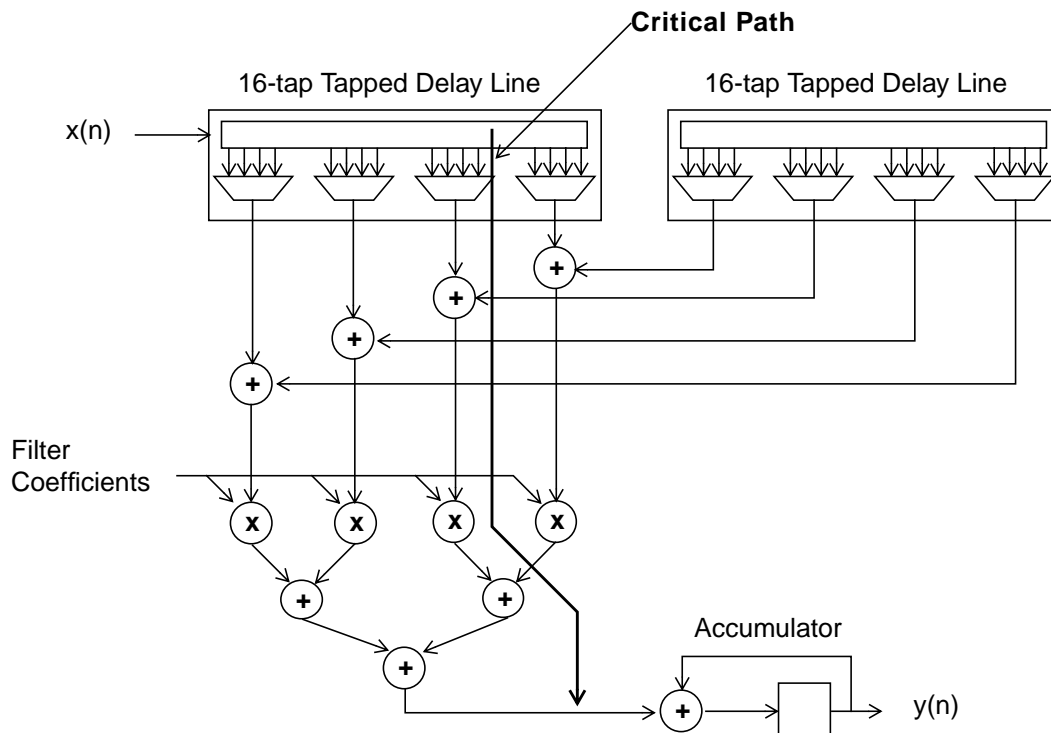 Critical Path
16-tap Tapped Delay Line
16-tap Tapped Delay Line
x(n)
+
+
+
+
Filter
Coefficients
x
x
x
x
+
+
+
Accumulator
+
y(n)